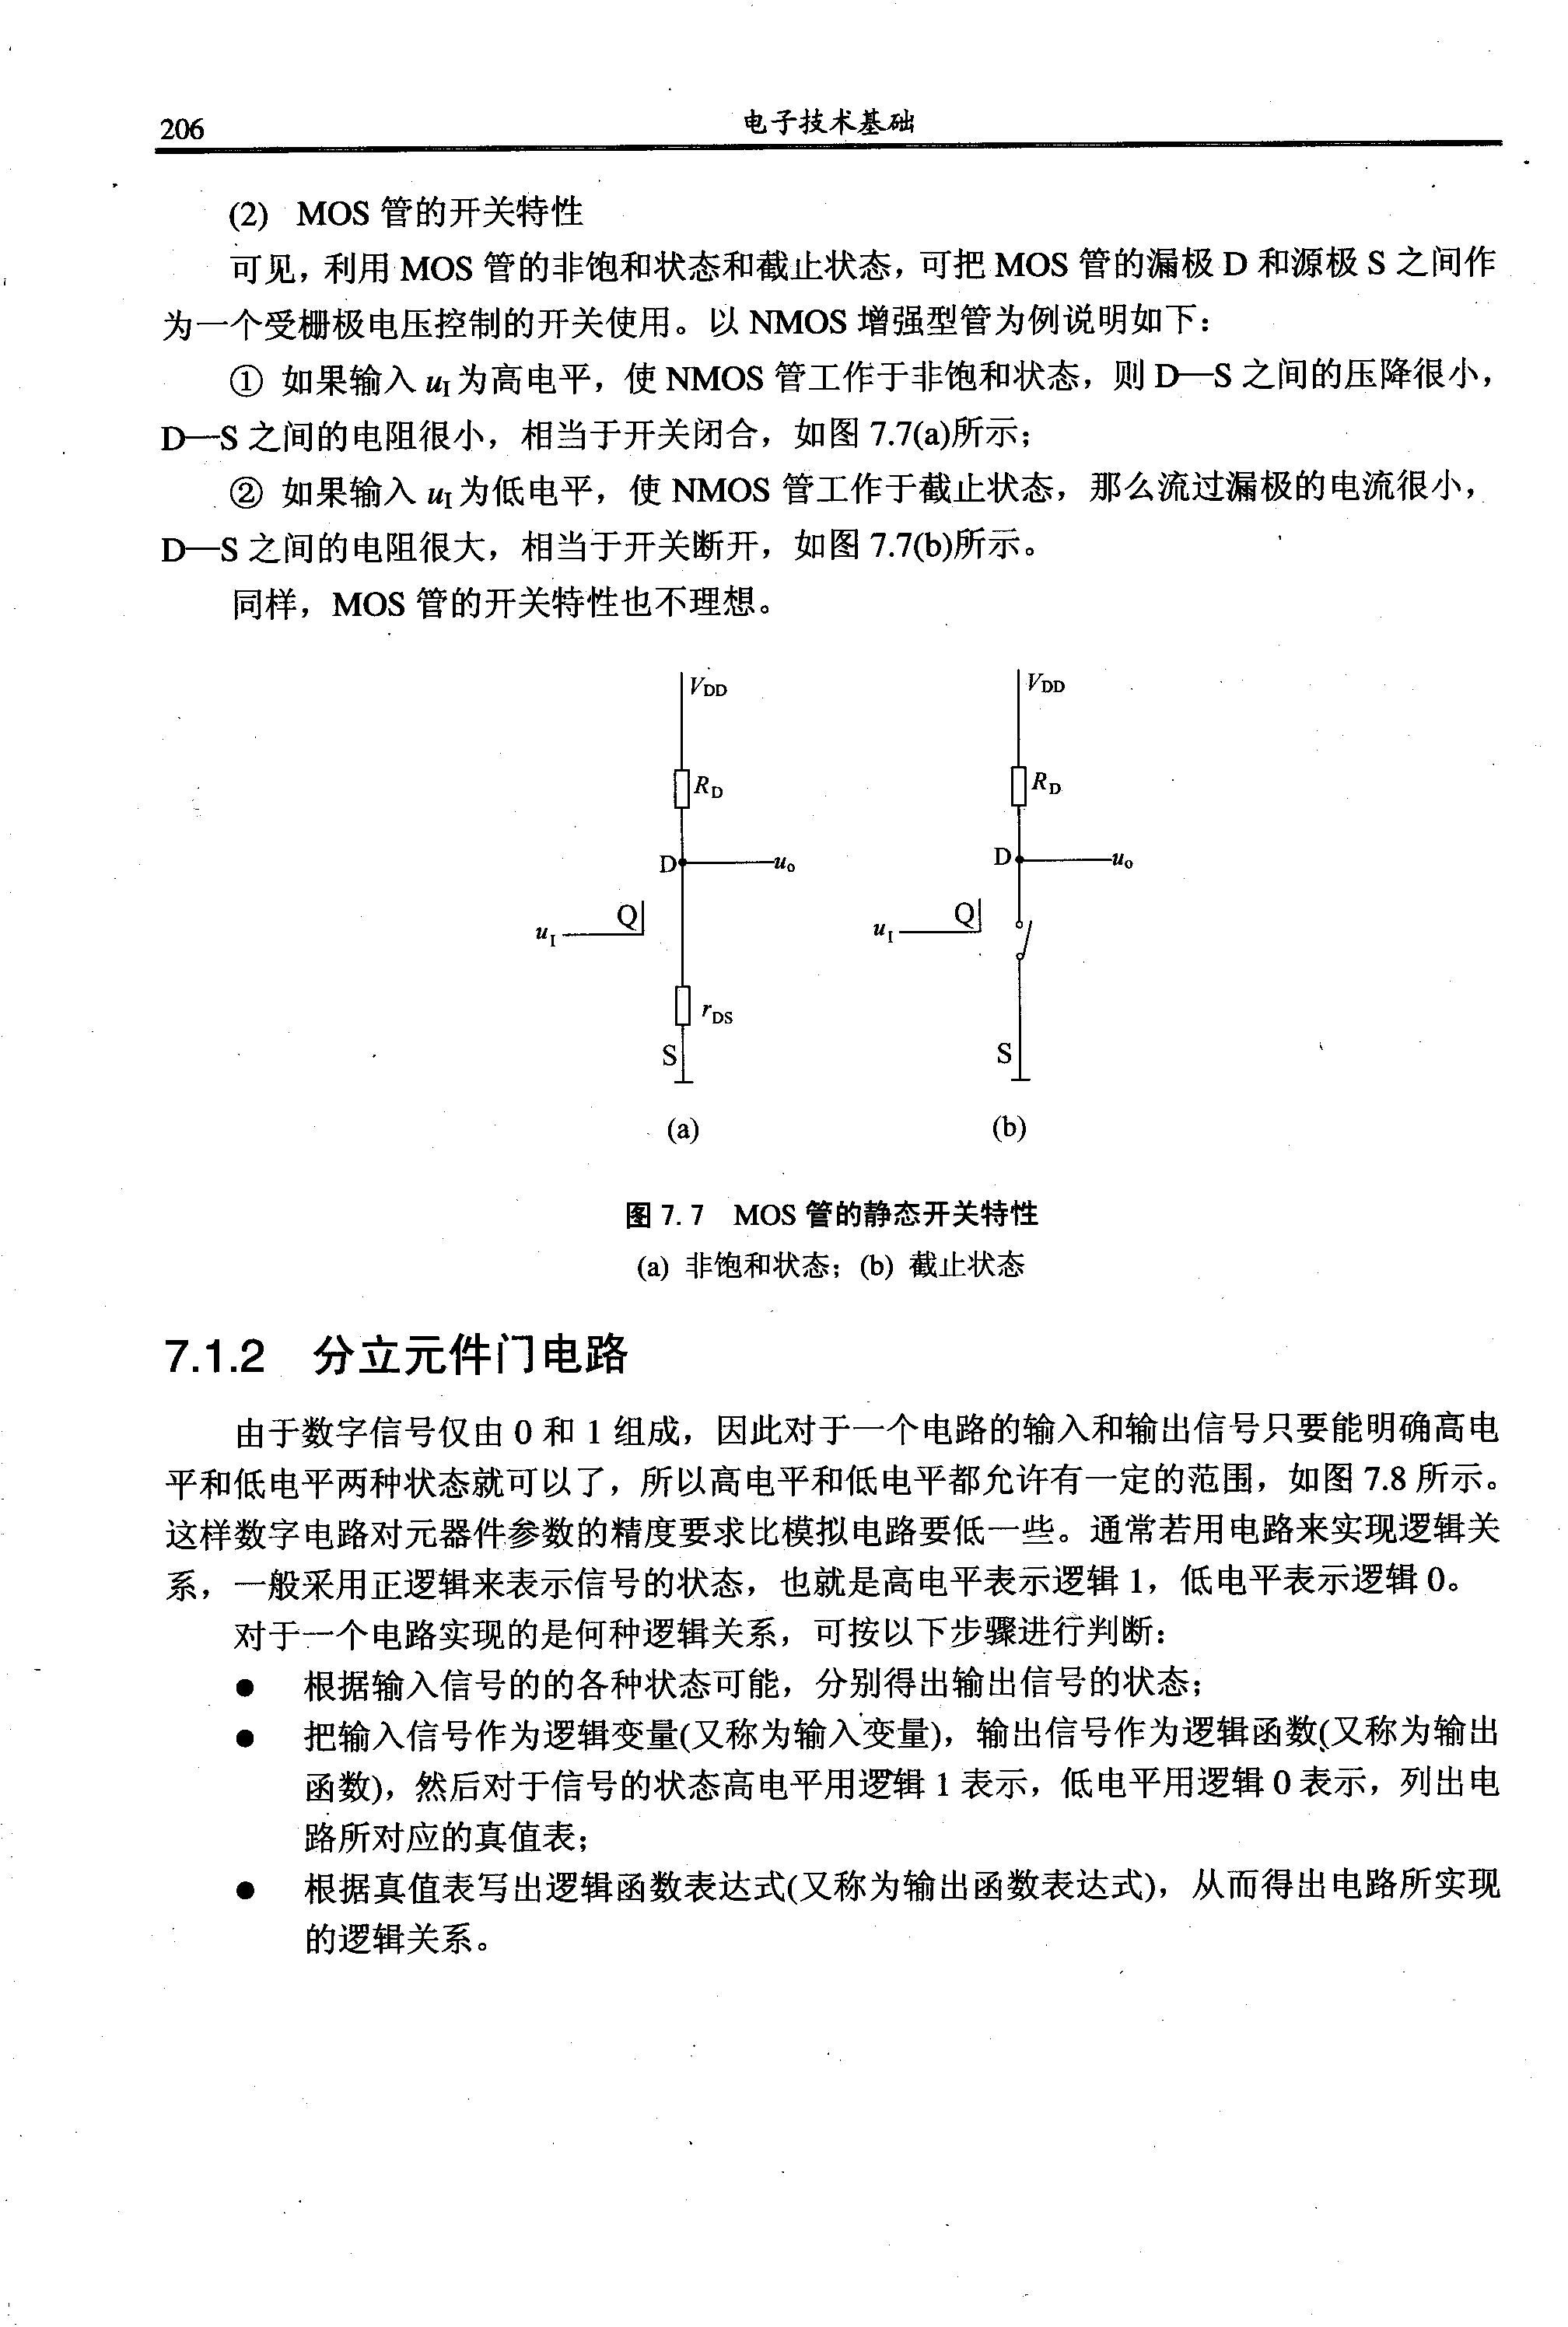 206
电子技术基础
(2) MOS 管的开关特性
可见，利用 MOS 管的非饱和状态和截止状态，可把 MOS 管的漏极 D 和源极 S 之间作
为一个受栅极电压控制的开关使用。以 NMOS 增强型管为例说明如下：
① 如果输入 uI 为高电平，使 NMOS 管工作于非饱和状态，则 D—S 之间的压降很小，
D—S 之间的电阻很小，相当于开关闭合，如图 7.7(a)所示；
② 如果输入 uI 为低电平，使 NMOS 管工作于截止状态，那么流过漏极的电流很小，
D—S 之间的电阻很大，相当于开关断开，如图 7.7(b)所示。
同样，MOS 管的开关特性也不理想。
VDD
RD
D
uo
Q
uI
rDS
S
(a)
VDD
RD
D
uo
Q
uI
S
(b)
图 7.7 MOS 管的静态开关特性
(a) 非饱和状态；(b) 截止状态
7.1.2 分立元件门电路
由于数字信号仅由 0 和 1 组成，因此对于一个电路的输入和输出信号只要能明确高电
平和低电平两种状态就可以了，所以高电平和低电平都允许有一定的范围，如图 7.8 所示。
这样数字电路对元器件参数的精度要求比模拟电路要低一些。通常若用电路来实现逻辑关
系，一般采用正逻辑来表示信号的状态，也就是高电平表示逻辑 1，低电平表示逻辑 0。
对于一个电路实现的是何种逻辑关系，可按以下步骤进行判断：
● 根据输入信号的的各种状态可能，分别得出输出信号的状态；
● 把输入信号作为逻辑变量(又称为输入变量)，输出信号作为逻辑函数(又称为输出
函数)，然后对于信号的状态高电平用逻辑 1 表示，低电平用逻辑 0 表示，列出电
路所对应的真值表；
● 根据真值表写出逻辑函数表达式(又称为输出函数表达式)，从而得出电路所实现
的逻辑关系。